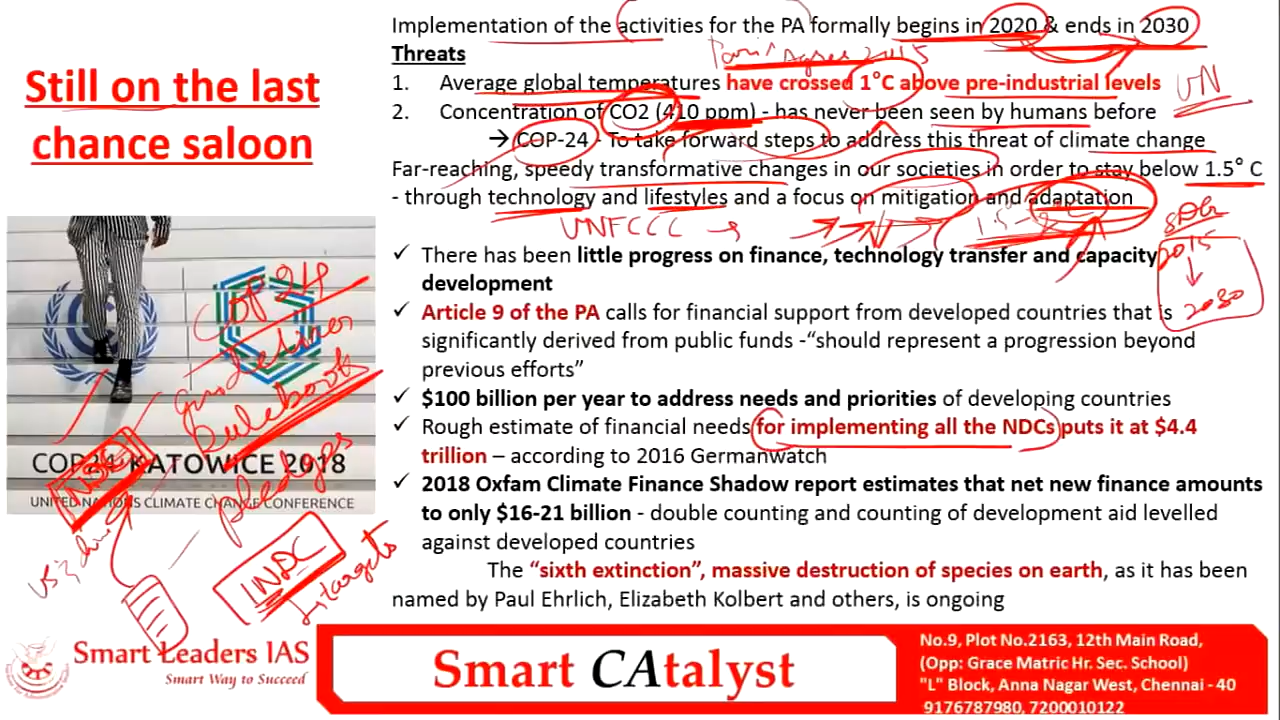 Still on the last
chance saloon
Implementation of the activities for the PA formally begins in 2020 & ends in 2030
Threats
1. Average global temperatures have crossed 1°C above pre-industrial levels
2. Concentration of CO2 (410 ppm) - has never been seen by humans before
→ COP-24 - To take forward steps to address this threat of climate change
Far-reaching, speedy transformative changes in our societies in order to stay below 1.5° C
- through technology and lifestyles and a focus on mitigation and adaptation
UN
UNFCCC →
1.5
SDG
2015
↓
2030
✓ There has been little progress on finance, technology transfer and capacity
development
✓ Article 9 of the PA calls for financial support from developed countries that is
significantly derived from public funds -“should represent a progression beyond
previous efforts”
✓ $100 billion per year to address needs and priorities of developing countries
✓ Rough estimate of financial needs for implementing all the NDCs puts it at $4.4
trillion – according to 2016 Germanwatch
✓ 2018 Oxfam Climate Finance Shadow report estimates that net new finance amounts
to only $16-21 billion - double counting and counting of development aid levelled
against developed countries
The “sixth extinction”, massive destruction of species on earth, as it has been
named by Paul Ehrlich, Elizabeth Kolbert and others, is ongoing
COP 24
guidelines
Rulebook
pledges
INDC
targets
COP24 KATOWICE 2018
UNITED NATIONS CLIMATE CHANGE CONFERENCE
Smart Leaders IAS
Smart Way to Succeed
Smart CAtalyst
No.9, Plot No.2163, 12th Main Road,
(Opp: Grace Matric Hr. Sec. School)
"L" Block, Anna Nagar West, Chennai - 40
9176787980, 7200010122